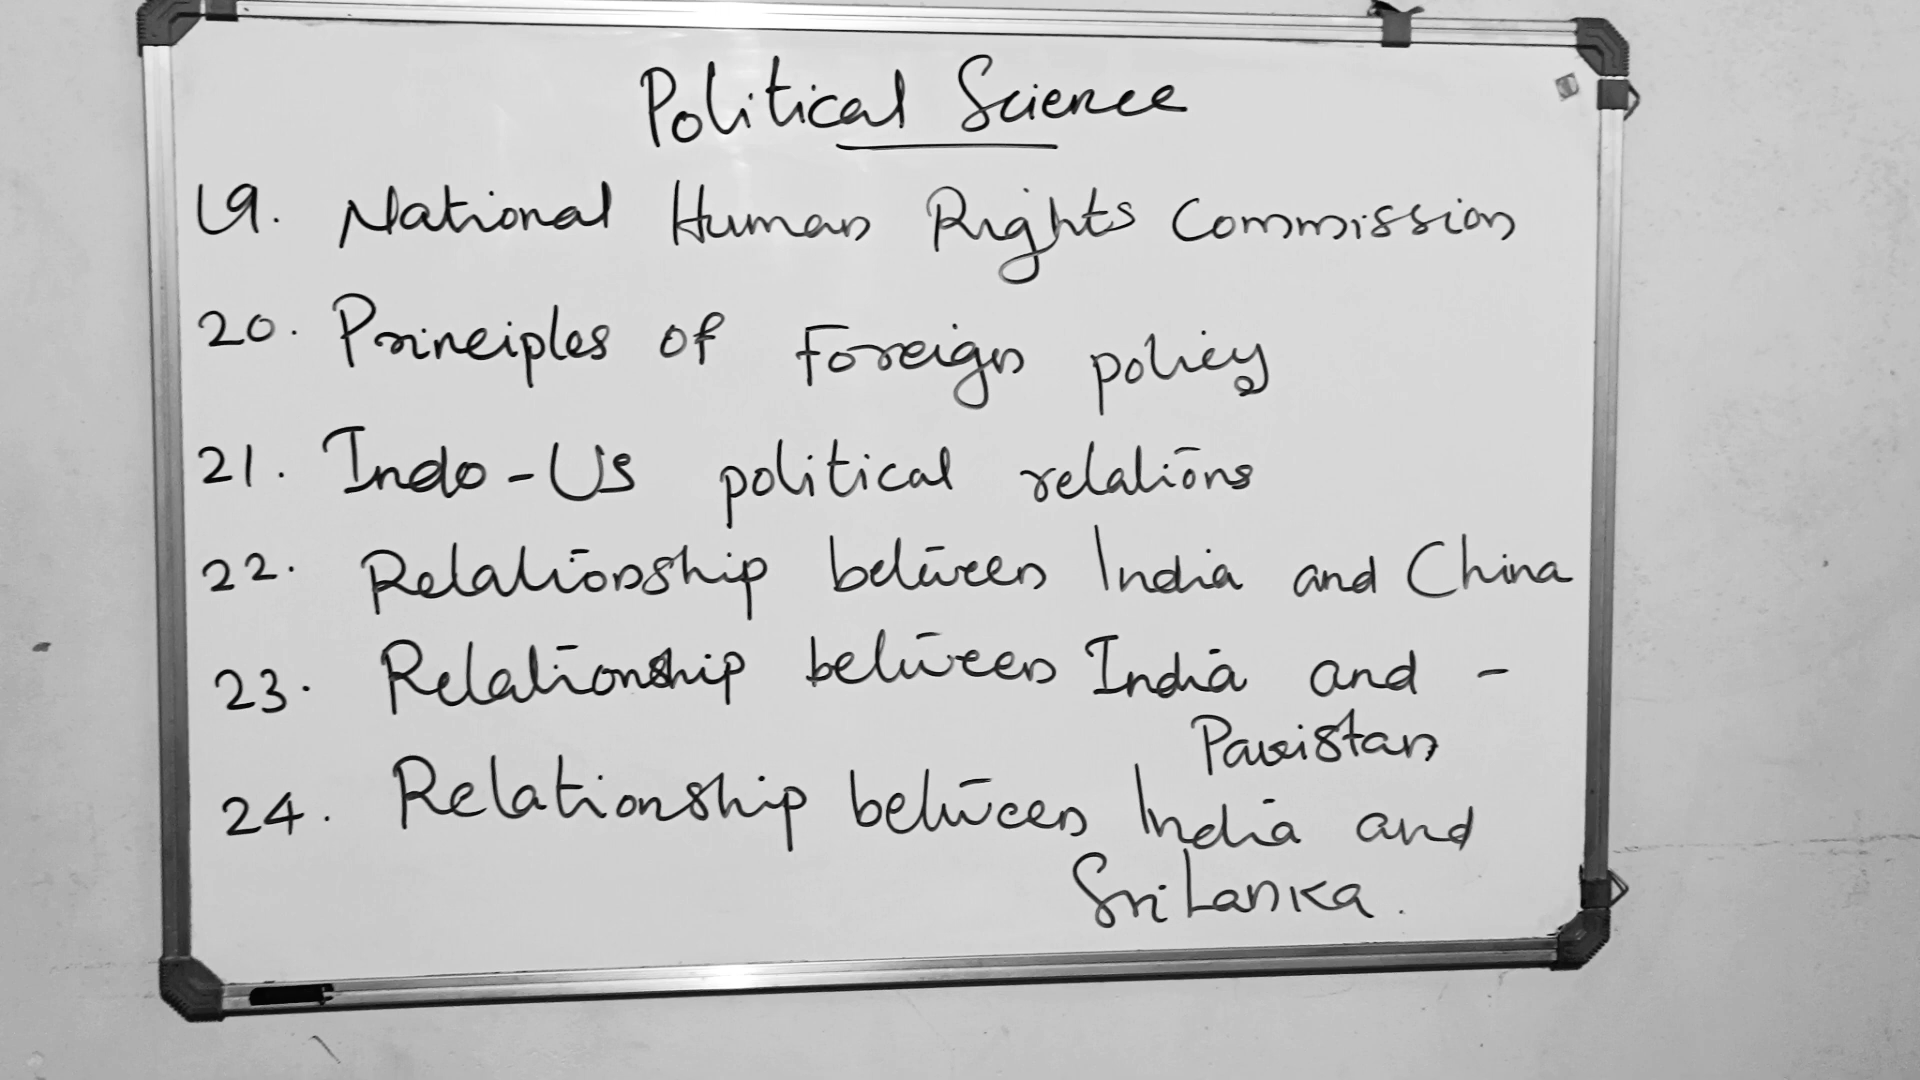 Political Science
19. National Human Rights Commission
20. Principles of Foreign policy
21. Indo-Us political relations
22. Relationship between India and China
23. Relationship between India and -
Pakistan
24. Relationship between India and
Sri Lanka.